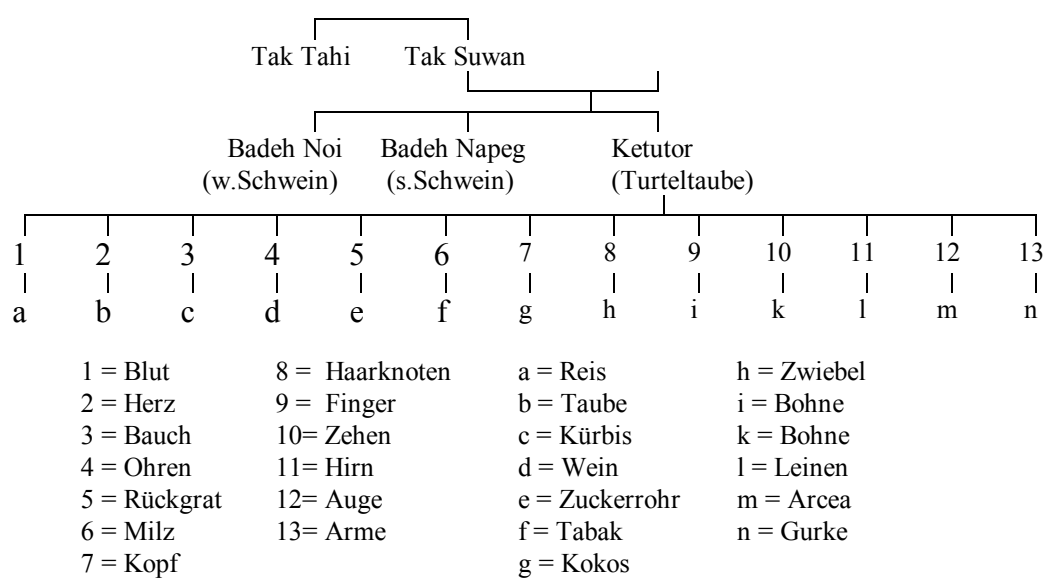 Tak Tahi Tak Suwan
Badeh Noi Badeh Napeg Ketutor
(w.Schwein) (s.Schwein) (Turteltaube)
1 2 3 4 5 6 7 8 9 10 11 12 13
a b c d e f g h i k l m n
1 = Blut 8 = Haarknoten a = Reis h = Zwiebel
2 = Herz 9 = Finger b = Taube i = Bohne
3 = Bauch 10= Zehen c = Kürbis k = Bohne
4 = Ohren 11= Hirn d = Wein l = Leinen
5 = Rückgrat 12= Auge e = Zuckerrohr m = Arcea
6 = Milz 13= Arme f = Tabak n = Gurke
7 = Kopf g = Kokos